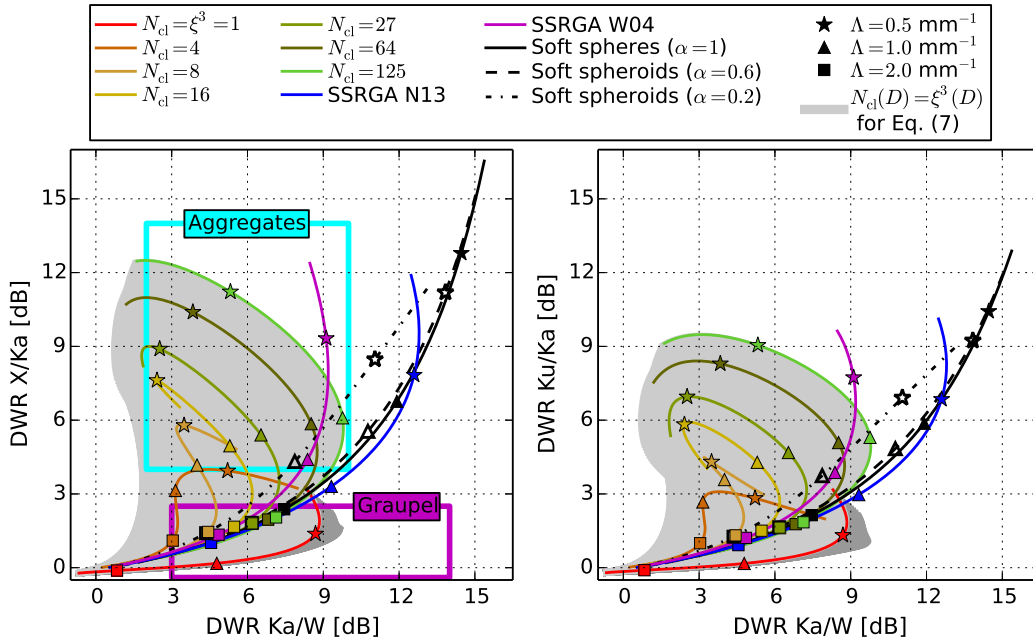 N_cl=ξ³=1
N_cl=4
N_cl=8
N_cl=16
N_cl=27
N_cl=64
N_cl=125
SSRGA N13
SSRGA W04
Soft spheres (α=1)
Soft spheroids (α=0.6)
Soft spheroids (α=0.2)
Λ=0.5 mm⁻¹
Λ=1.0 mm⁻¹
Λ=2.0 mm⁻¹
N_cl(D)=ξ³(D)
for Eq. (7)
DWR X/Ka [dB]
15
12
9
6
3
0
Aggregates
Graupel
0 3 6 9 12 15
DWR Ka/W [dB]
DWR Ku/Ka [dB]
15
12
9
6
3
0
0 3 6 9 12 15
DWR Ka/W [dB]